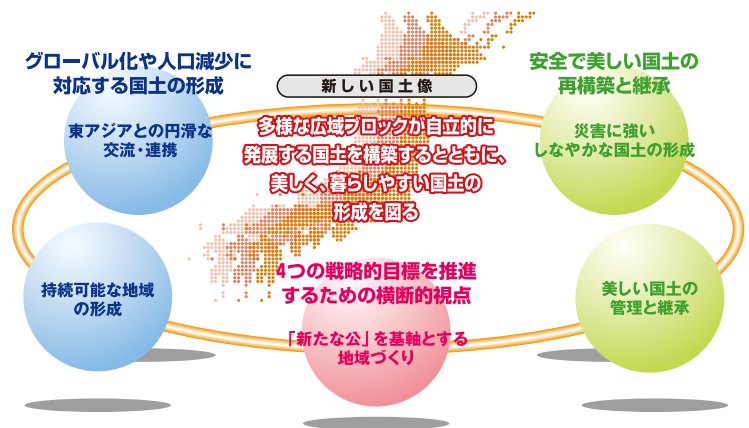 グローバル化や人口減少に
対応する国土の形成
東アジアとの円滑な
交流・連携
持続可能な地域
の形成
新しい国土像
多様な広域ブロックが自立的に
発展する国土を構築するとともに、
美しく、暮らしやすい国土の
形成を図る
安全で美しい国土の
再構築と継承
災害に強い
しなやかな国土の形成
美しい国土の
管理と継承
4つの戦略的目標を推進
するための横断的視点
「新たな公」を基軸とする
地域づくり